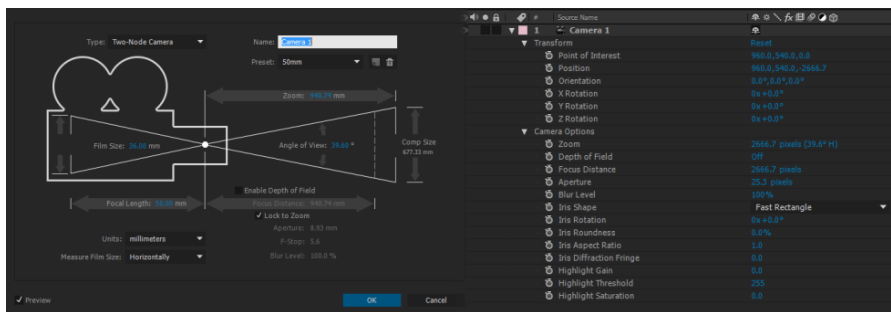 Type: Two-Node Camera
Name: Camera 1
Preset: 50mm
Zoom: 940.74 mm
Film Size: 36.00 mm
Angle of View: 39.60 °
Comp Size
677.33 mm
Enable Depth of Field
Focal Length: 50.00 mm
Focus Distance: 940.74 mm
Lock to Zoom
Aperture: 8.93 mm
Units: millimeters
F-Stop: 5.6
Measure Film Size: Horizontally
Blur Level: 100.0 %
Preview
OK
Cancel
# Source Name
1 Camera 1
Transform Reset
Point of Interest 960.0,540.0,0.0
Position 960.0,540.0,-2666.7
Orientation 0.0°,0.0°,0.0°
X Rotation 0x+0.0°
Y Rotation 0x+0.0°
Z Rotation 0x+0.0°
Camera Options
Zoom 2666.7 pixels (39.6° H)
Depth of Field Off
Focus Distance 2666.7 pixels
Aperture 25.3 pixels
Blur Level 100%
Iris Shape Fast Rectangle
Iris Rotation 0x+0.0°
Iris Roundness 0.0%
Iris Aspect Ratio 1.0
Iris Diffraction Fringe 0.0
Highlight Gain 0.0
Highlight Threshold 255
Highlight Saturation 0.0